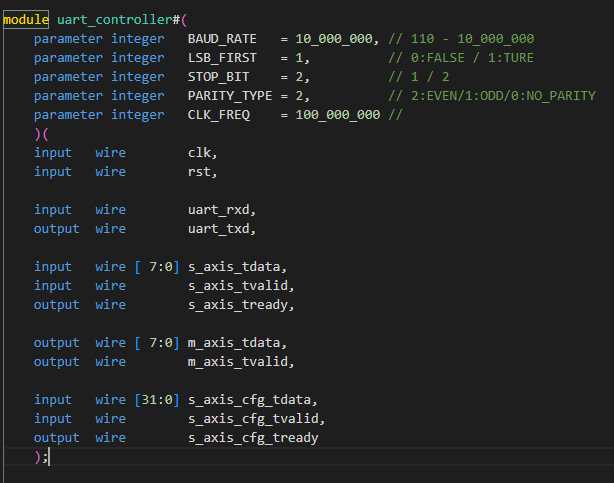 module uart_controller#(
parameter integer BAUD_RATE = 10_000_000, // 110 - 10_000_000
parameter integer LSB_FIRST = 1, // 0:FALSE / 1:TURE
parameter integer STOP_BIT = 2, // 1 / 2
parameter integer PARITY_TYPE = 2, // 2:EVEN/1:ODD/0:NO_PARITY
parameter integer CLK_FREQ = 100_000_000 //
)(
input wire clk,
input wire rst,
input wire uart_rxd,
output wire uart_txd,
input wire [ 7:0] s_axis_tdata,
input wire s_axis_tvalid,
output wire s_axis_tready,
output wire [ 7:0] m_axis_tdata,
output wire m_axis_tvalid,
input wire [31:0] s_axis_cfg_tdata,
input wire s_axis_cfg_tvalid,
output wire s_axis_cfg_tready
);